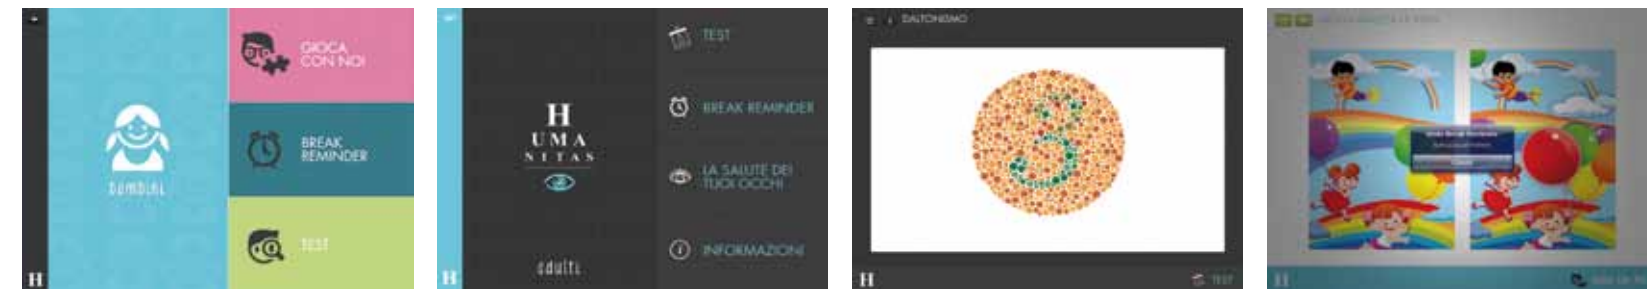 GIOCA
CON NOI
BREAK
REMINDER
TEST
bambini
H
TEST
BREAK REMINDER
LA SALUTE DEI
TUOI OCCHI
INFORMAZIONI
H
UMA
NITAS
adulti
H
DALTONISMO
3
H
TEST
H